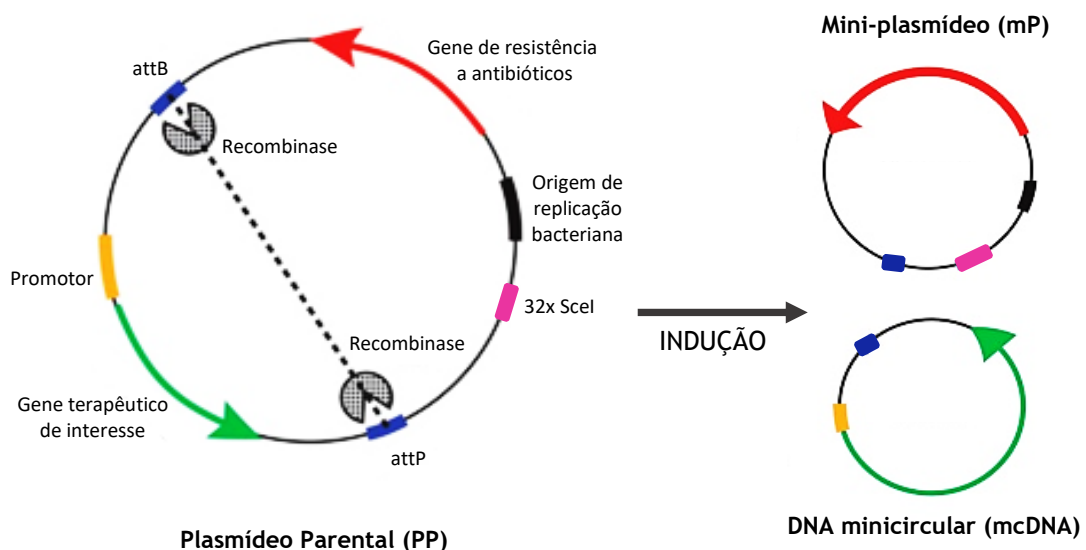 Mini-plasmídeo (mP)
Gene de resistência
a antibióticos
attB
Recombinase
Origem de
replicação
bacteriana
Promotor
32x SceI
INDUÇÃO
Recombinase
Gene terapêutico
de interesse
attP
DNA minicircular (mcDNA)
Plasmídeo Parental (PP)